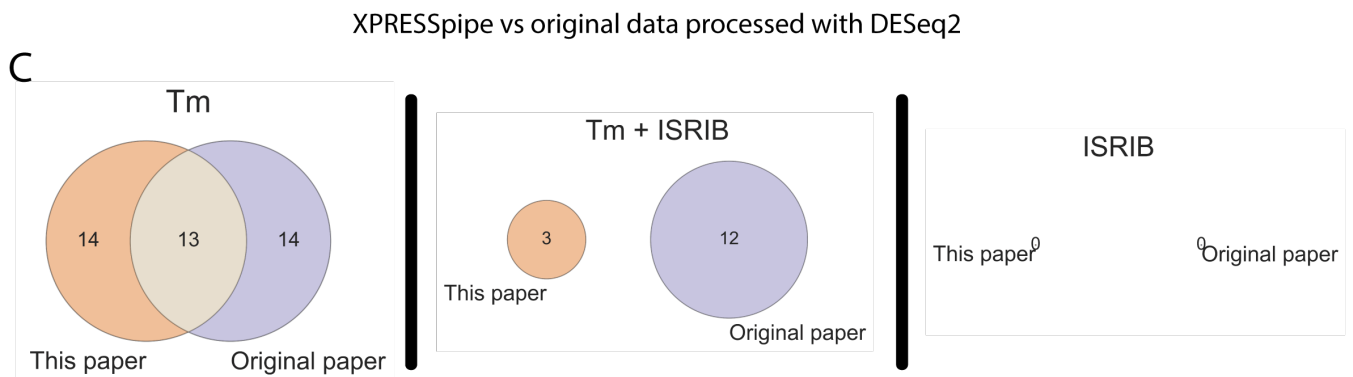 XPRESSpipe vs original data processed with DESeq2
C
Tm
14
13
14
This paper
Original paper
Tm + ISRIB
3
12
This paper
Original paper
ISRIB
0
0
This paper
Original paper